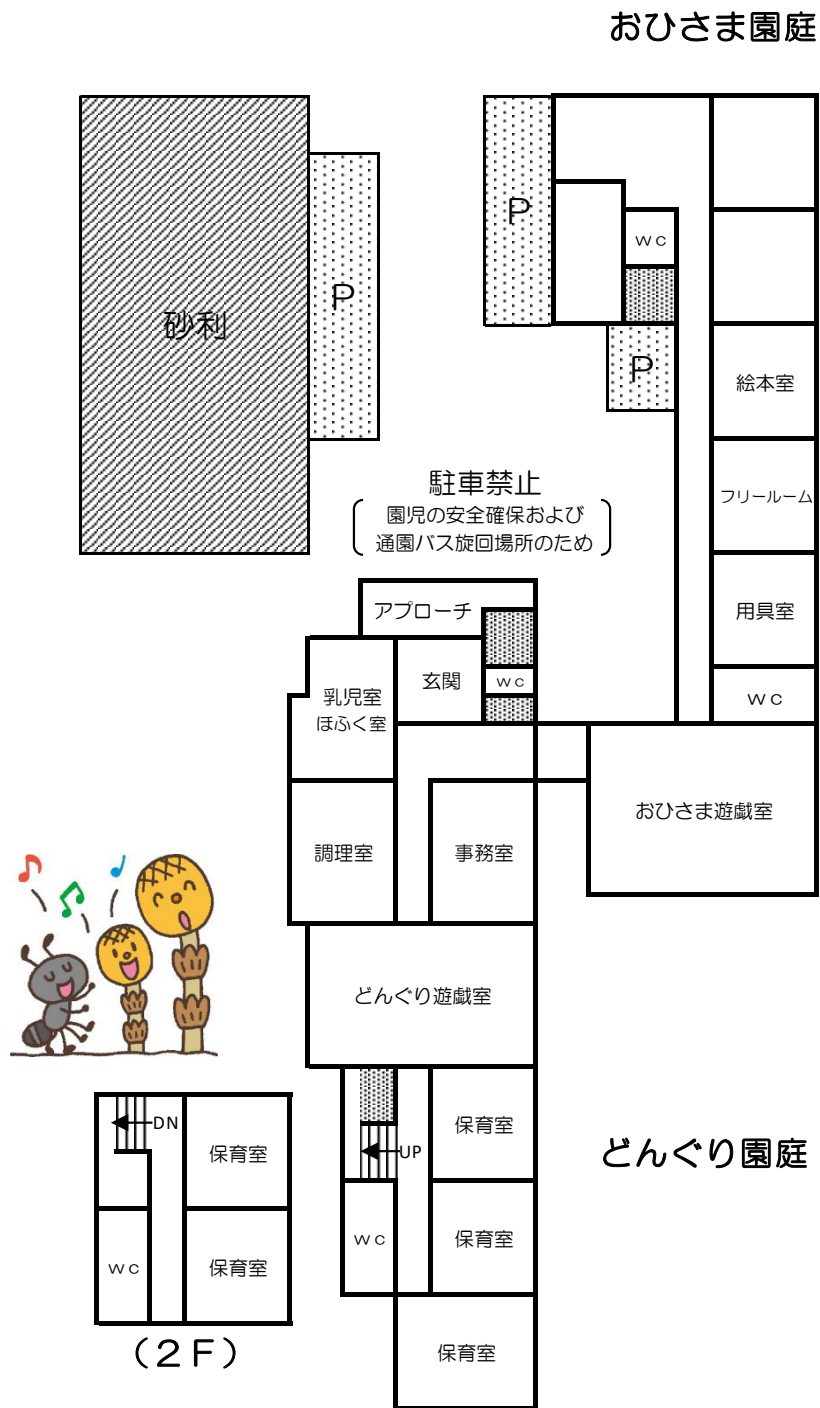 おひさま園庭
P
wc
砂利
P
P
絵本室
フリールーム
駐車禁止
園児の安全確保および
通園バス旋回場所のため
アプローチ
用具室
玄関
wc
乳児室
ほふく室
wc
おひさま遊戯室
調理室
事務室
どんぐり遊戯室
DN
保育室
UP
保育室
どんぐり園庭
wc
保育室
wc
保育室
(2F)
保育室